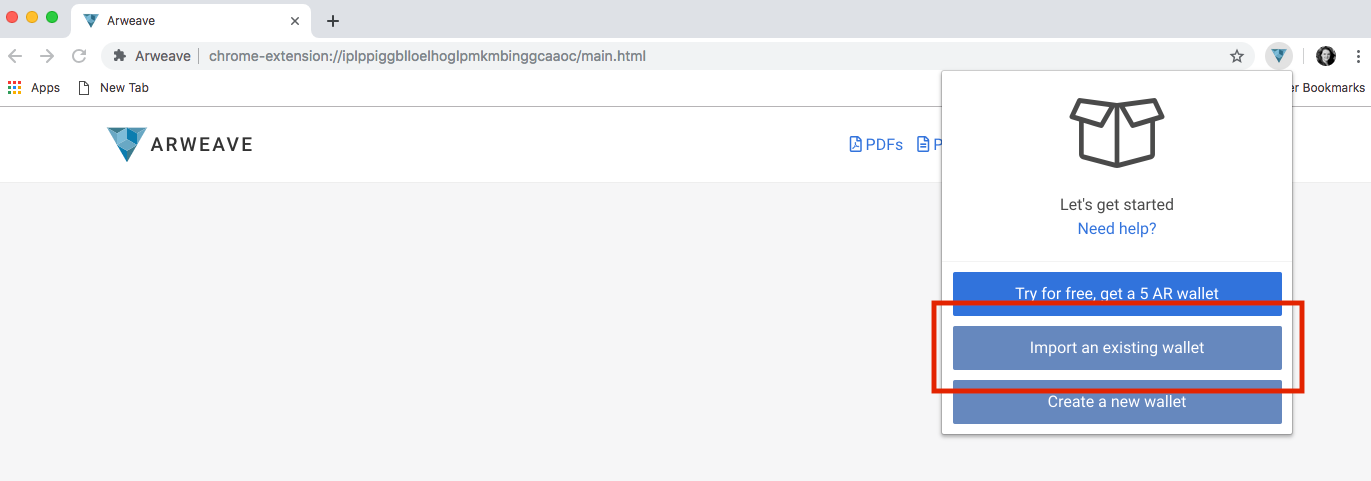 Arweave
Arweave chrome-extension://iplppiggblloelhoglpmkmbinggcaaoc/main.html
Apps New Tab er Bookmarks
ARWEAVE PDFs P
Let's get started
Need help?
Try for free, get a 5 AR wallet
Import an existing wallet
Create a new wallet